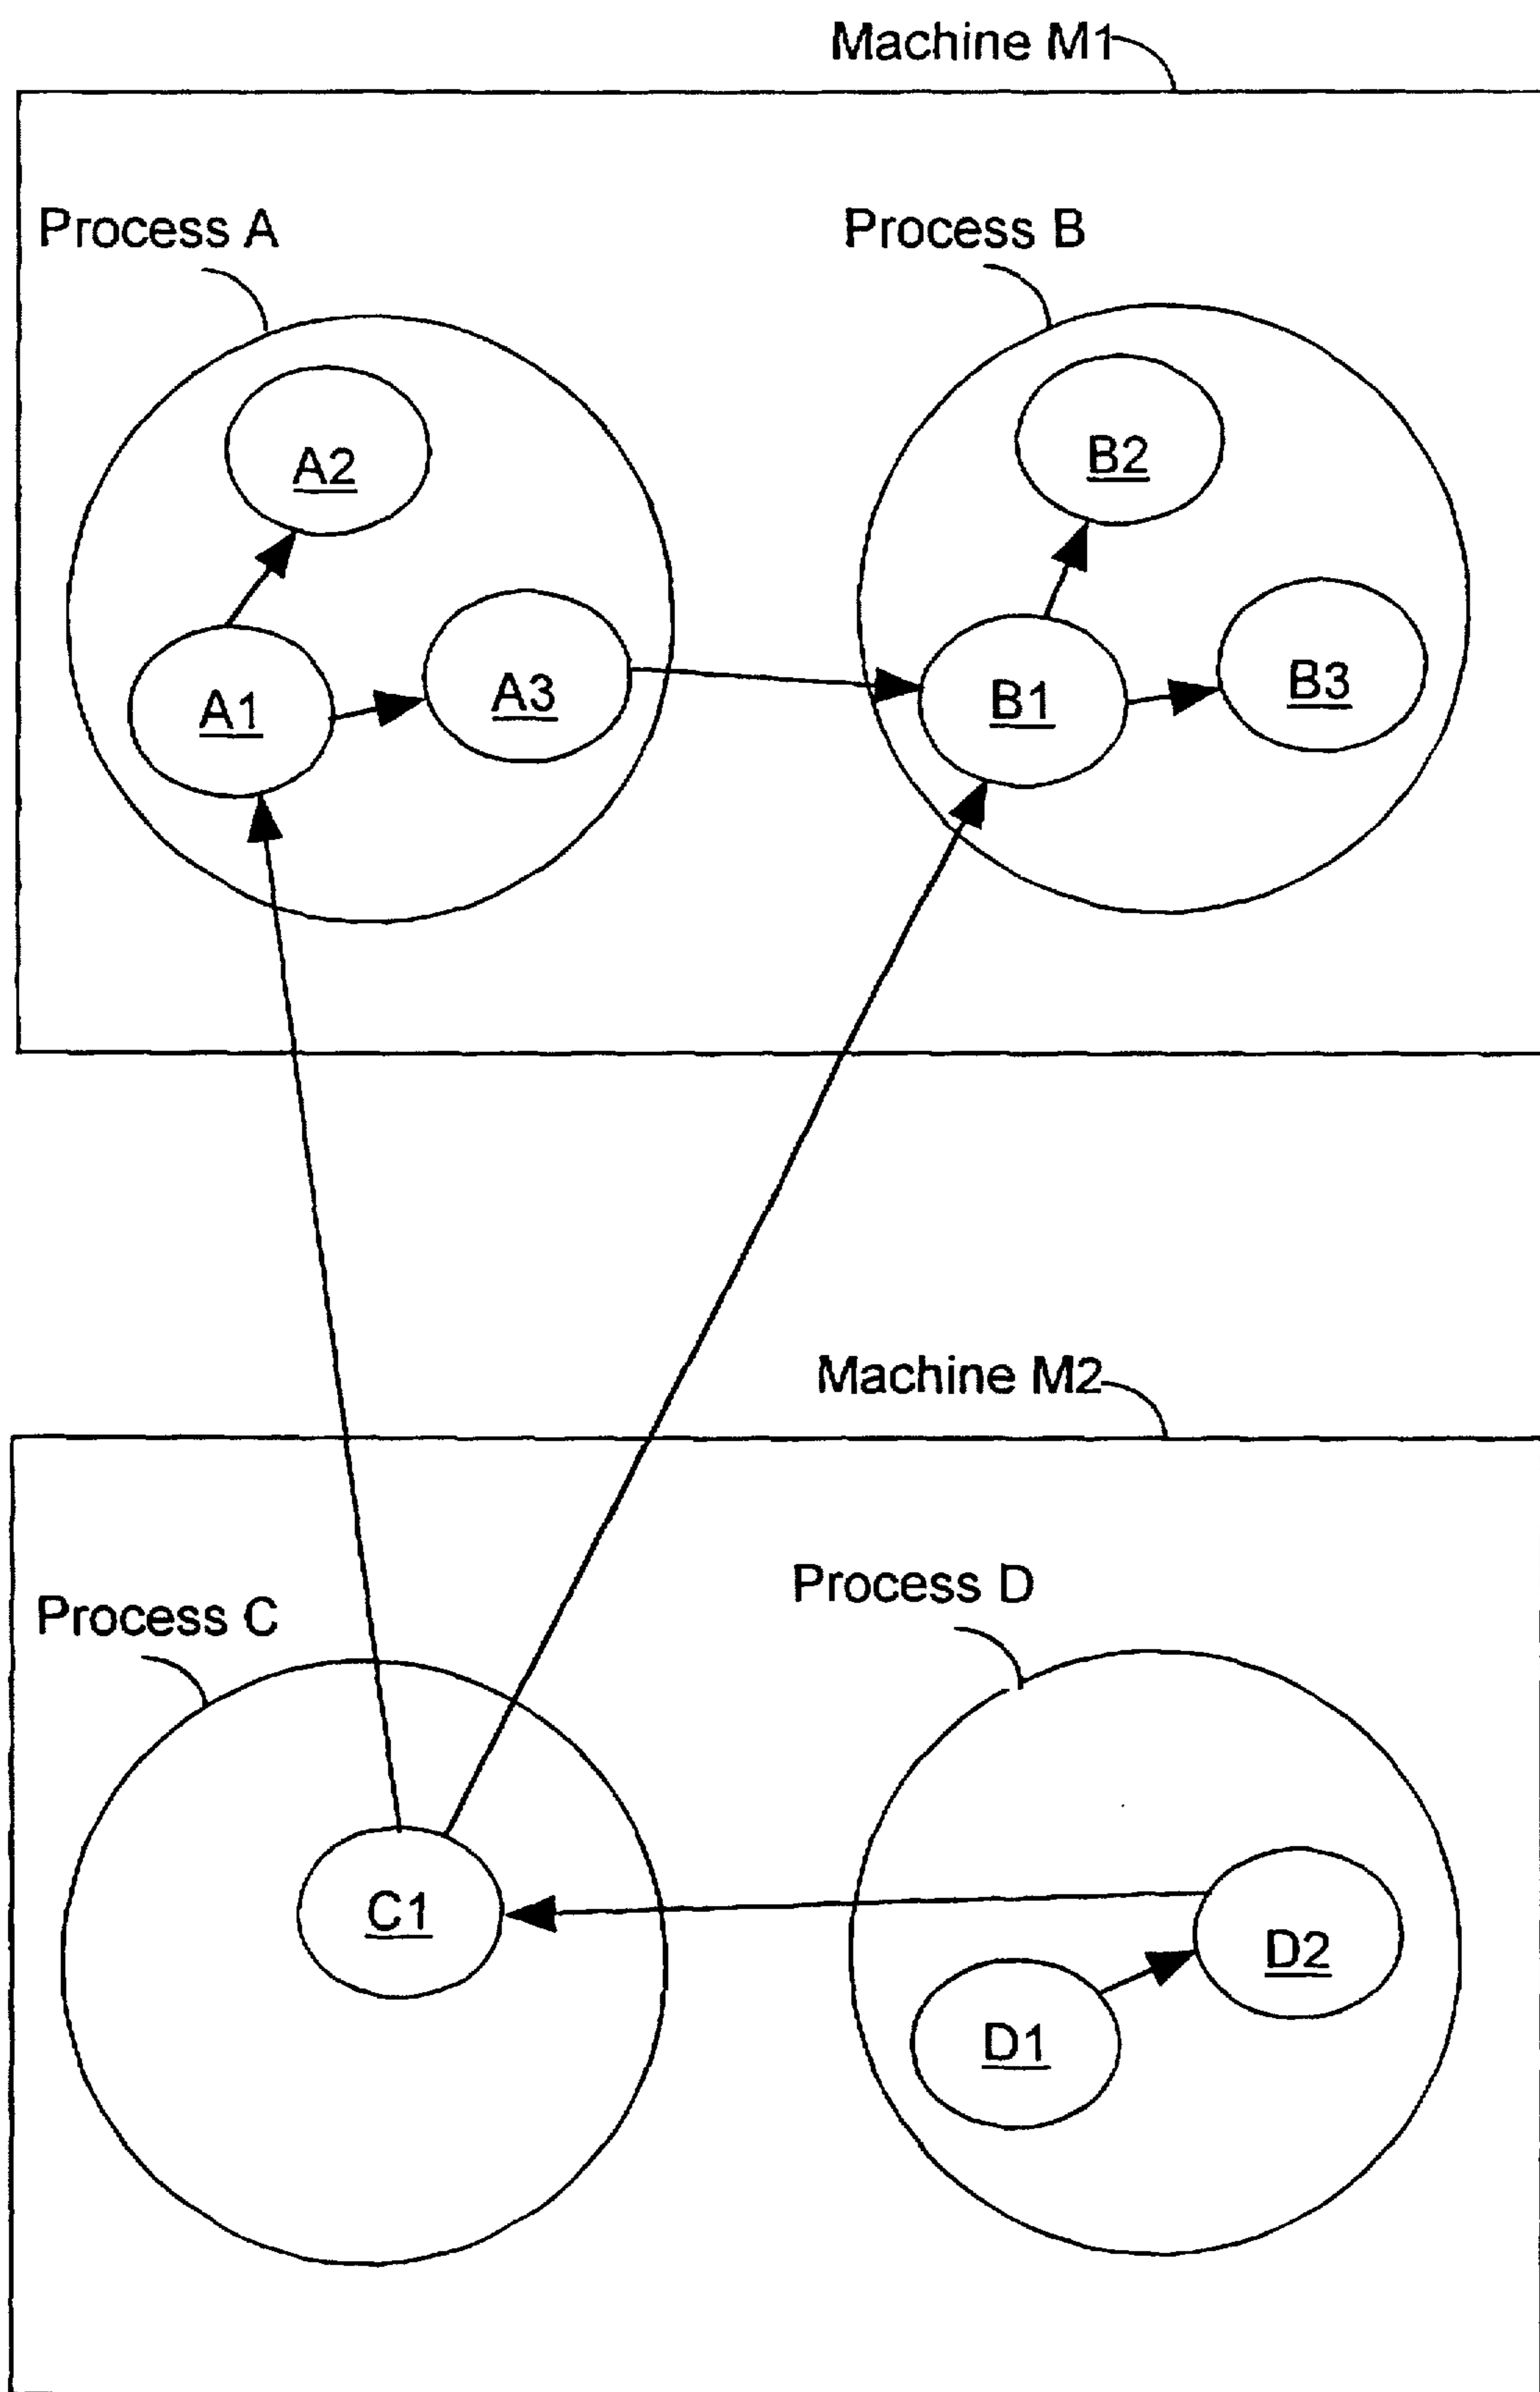 Machine M1
Process A
Process B
A2
B2
A1
A3
B1
B3
Machine M2
Process C
Process D
C1
D2
D1